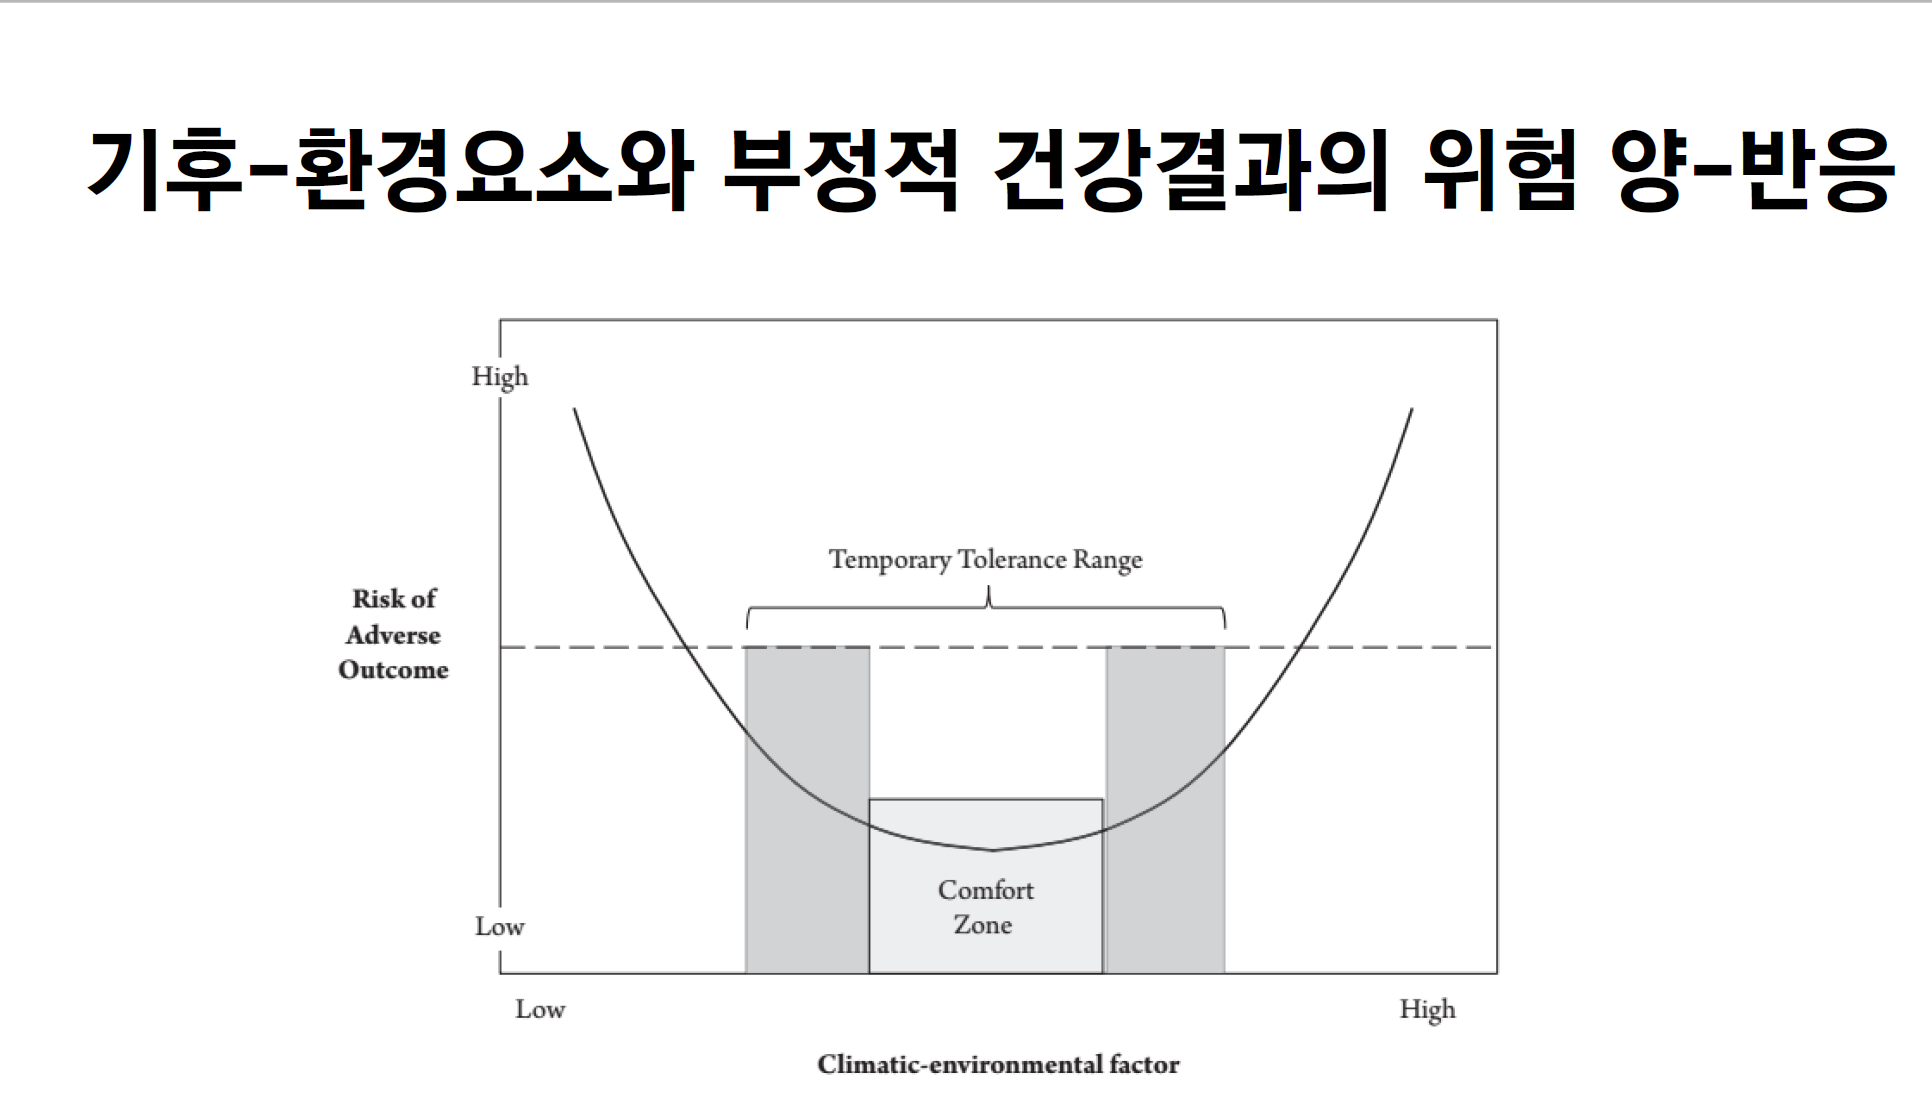 기후-환경요소와 부정적 건강결과의 위험 양-반응
High
Temporary Tolerance Range
Risk of
Adverse
Outcome
Comfort
Zone
Low
Low
High
Climatic-environmental factor